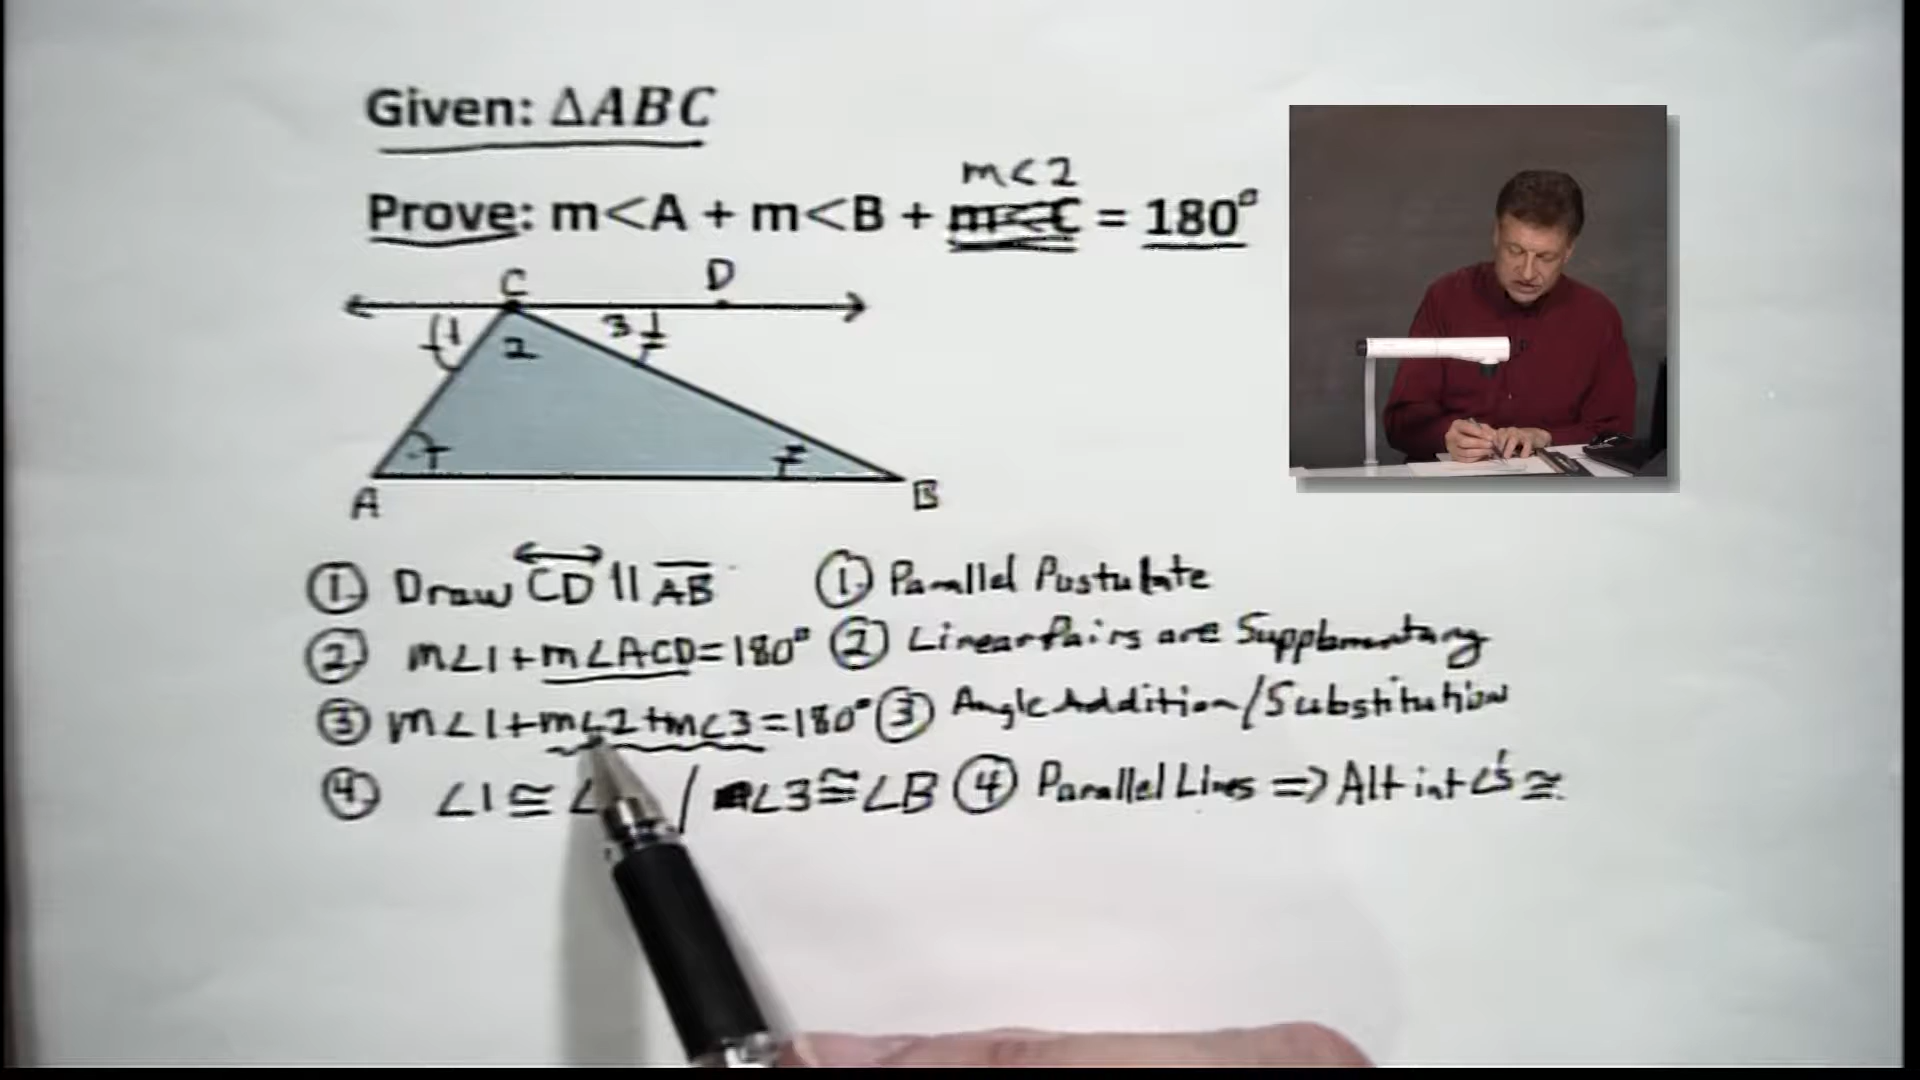 Given: ΔABC
m<2
Prove: m<A + m<B + m<C = 180°
C D
1 2 3
A B
① Draw CD || AB ① Parallel Postulate
② m∠1+m∠ACD=180° ② Linear Pairs are Supplementary
③ m∠1+m∠2+m∠3=180° ③ Angle Addition/Substitution
④ ∠1≅∠ / ∠3≅∠B ④ Parallel Lines => Alt int ∠'s ≅.